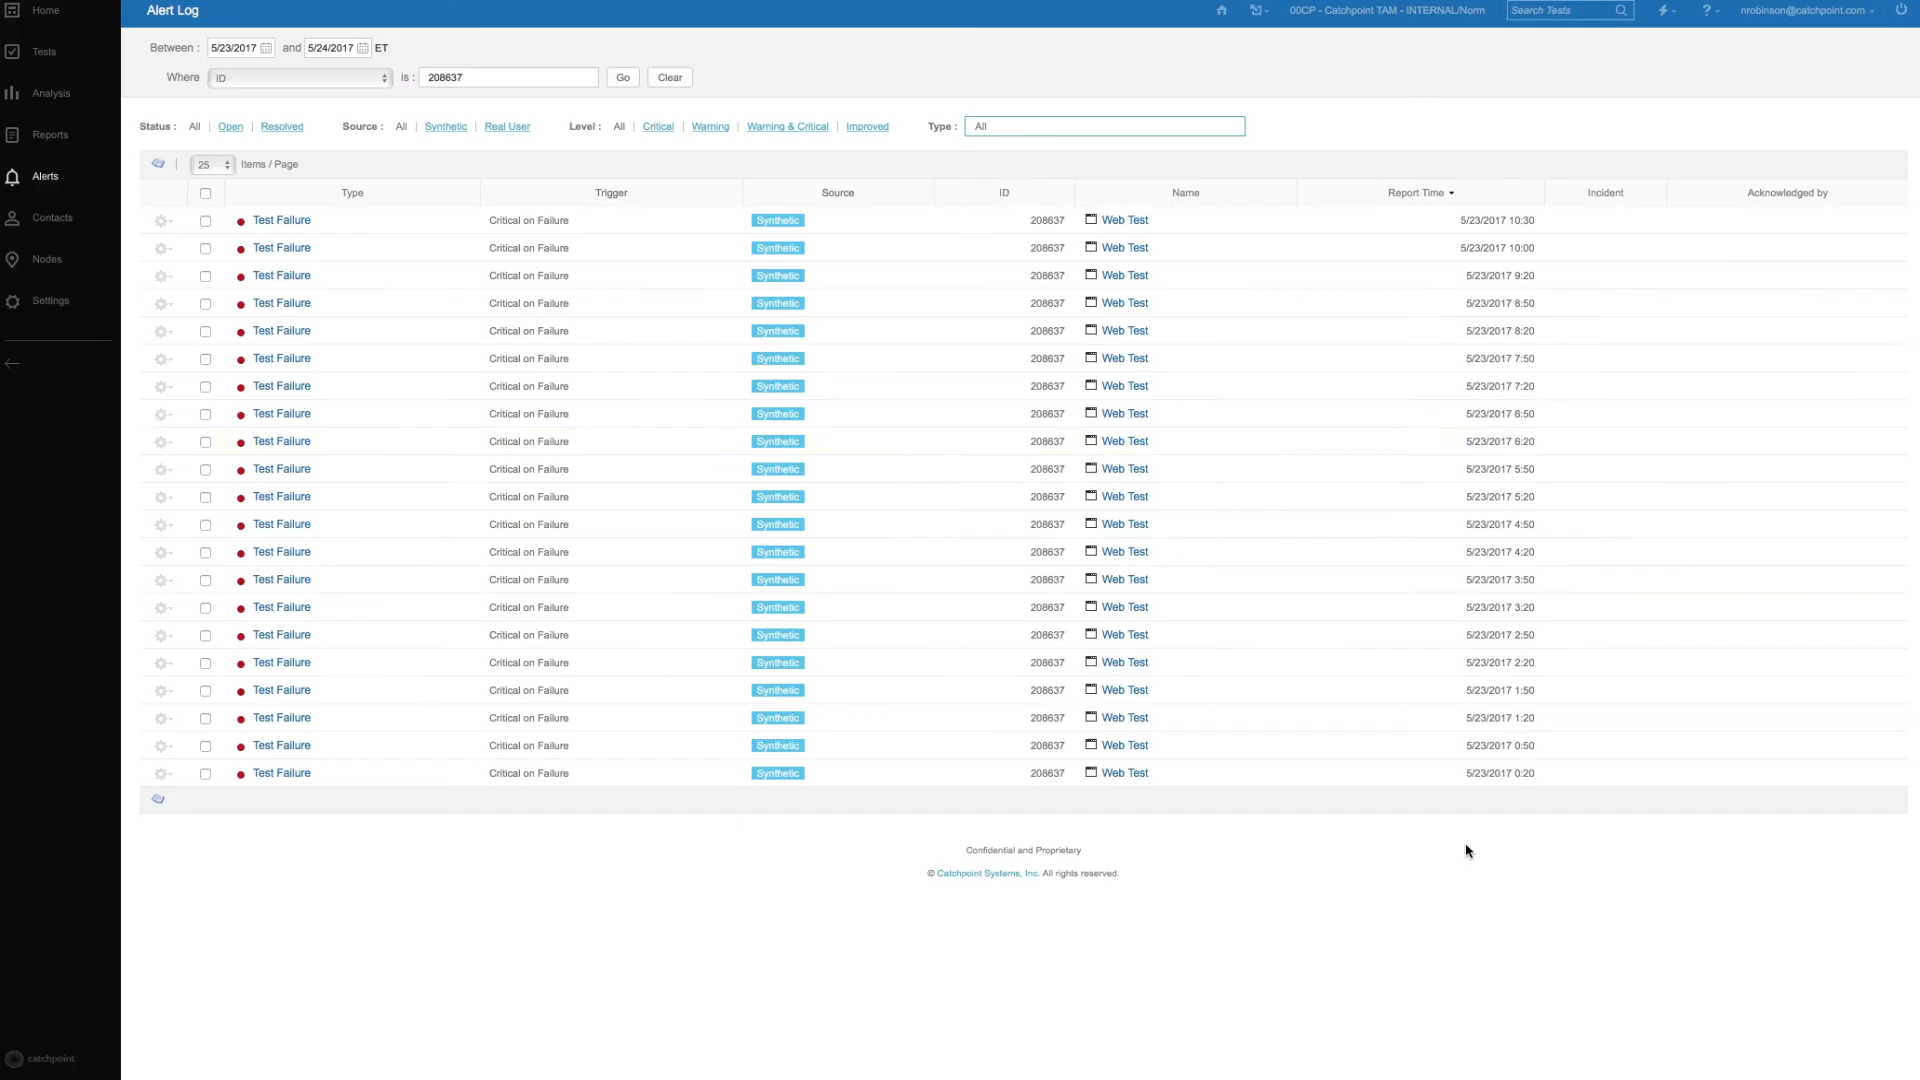 Home
Alert Log
00CP - Catchpoint TAM - INTERNAL/Norm
Search Tests
?
nrobinson@catchpoint.com
Tests
Analysis
Reports
Alerts
Contacts
Nodes
Settings
Between : 5/23/2017 and 5/24/2017 ET
Where ID is : 208637 Go Clear
Status : All | Open | Resolved Source : All | Synthetic | Real User Level : All | Critical | Warning | Warning & Critical | Improved Type : All
25 Items / Page
Type Trigger Source ID Name Report Time Incident Acknowledged by
Test Failure Critical on Failure Synthetic 208637 Web Test 5/23/2017 10:30
Test Failure Critical on Failure Synthetic 208637 Web Test 5/23/2017 10:00
Test Failure Critical on Failure Synthetic 208637 Web Test 5/23/2017 9:20
Test Failure Critical on Failure Synthetic 208637 Web Test 5/23/2017 8:50
Test Failure Critical on Failure Synthetic 208637 Web Test 5/23/2017 8:20
Test Failure Critical on Failure Synthetic 208637 Web Test 5/23/2017 7:50
Test Failure Critical on Failure Synthetic 208637 Web Test 5/23/2017 7:20
Test Failure Critical on Failure Synthetic 208637 Web Test 5/23/2017 6:50
Test Failure Critical on Failure Synthetic 208637 Web Test 5/23/2017 6:20
Test Failure Critical on Failure Synthetic 208637 Web Test 5/23/2017 5:50
Test Failure Critical on Failure Synthetic 208637 Web Test 5/23/2017 5:20
Test Failure Critical on Failure Synthetic 208637 Web Test 5/23/2017 4:50
Test Failure Critical on Failure Synthetic 208637 Web Test 5/23/2017 4:20
Test Failure Critical on Failure Synthetic 208637 Web Test 5/23/2017 3:50
Test Failure Critical on Failure Synthetic 208637 Web Test 5/23/2017 3:20
Test Failure Critical on Failure Synthetic 208637 Web Test 5/23/2017 2:50
Test Failure Critical on Failure Synthetic 208637 Web Test 5/23/2017 2:20
Test Failure Critical on Failure Synthetic 208637 Web Test 5/23/2017 1:50
Test Failure Critical on Failure Synthetic 208637 Web Test 5/23/2017 1:20
Test Failure Critical on Failure Synthetic 208637 Web Test 5/23/2017 0:50
Test Failure Critical on Failure Synthetic 208637 Web Test 5/23/2017 0:20
Confidential and Proprietary
© Catchpoint Systems, Inc. All rights reserved.
catchpoint